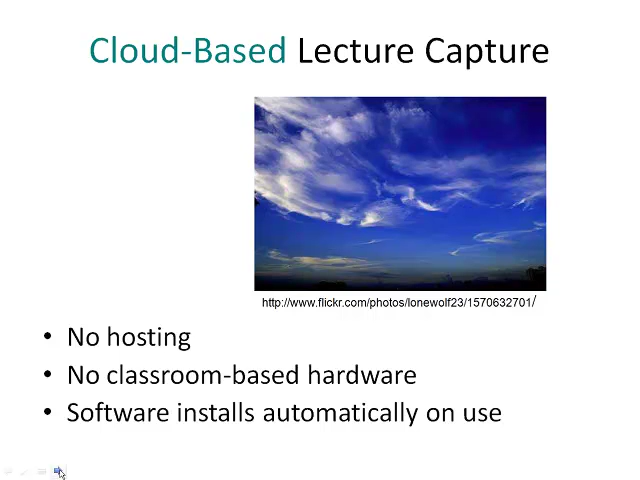 Cloud-Based Lecture Capture
http://www.flickr.com/photos/lonewolf23/1570632701/
• No hosting
• No classroom-based hardware
• Software installs automatically on use